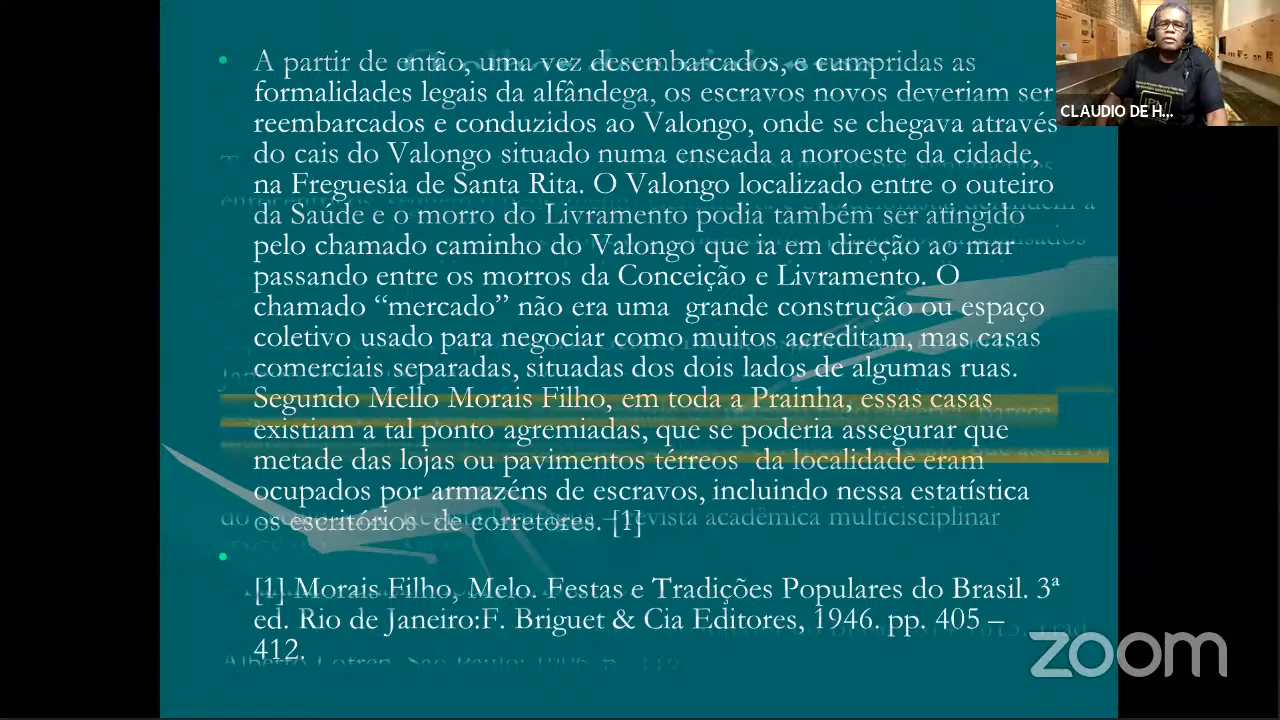 A partir de então, uma vez desembarcados, e cumpridas as
formalidades legais da alfândega, os escravos novos deveriam ser
reembarcados e conduzidos ao Valongo, onde se chegava através
do cais do Valongo situado numa enseada a noroeste da cidade,
na Freguesia de Santa Rita. O Valongo localizado entre o outeiro
da Saúde e o morro do Livramento podia também ser atingido
pelo chamado caminho do Valongo que ia em direção ao mar
passando entre os morros da Conceição e Livramento. O
chamado “mercado” não era uma grande construção ou espaço
coletivo usado para negociar como muitos acreditam, mas casas
comerciais separadas, situadas dos dois lados de algumas ruas.
Segundo Mello Morais Filho, em toda a Prainha, essas casas
existiam a tal ponto agremiadas, que se poderia assegurar que
metade das lojas ou pavimentos térreos da localidade eram
ocupados por armazéns de escravos, incluindo nessa estatística
os escritórios de corretores. [1]
revista acadêmica multicisciplinar
[1] Morais Filho, Melo. Festas e Tradições Populares do Brasil. 3ª
ed. Rio de Janeiro:F. Briguet & Cia Editores, 1946. pp. 405 –
412.
CLAUDIO DE H...
zoom